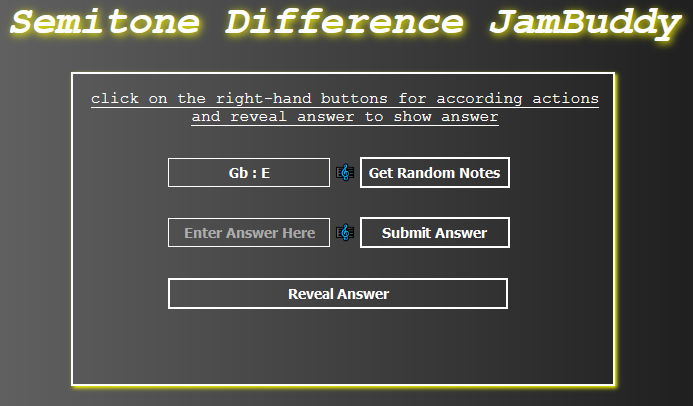 Semitone Difference JamBuddy
click on the right-hand buttons for according actions
and reveal answer to show answer
Gb : E
Get Random Notes
Enter Answer Here
Submit Answer
Reveal Answer